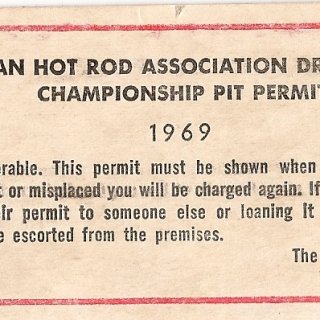 AN HOT ROD ASSOCIATION DR
CHAMPIONSHIP PIT PERMIT
1969
erable. This permit must be shown when
t or misplaced you will be charged again. If
eir permit to someone else or loaning it
e escorted from the premises.
The